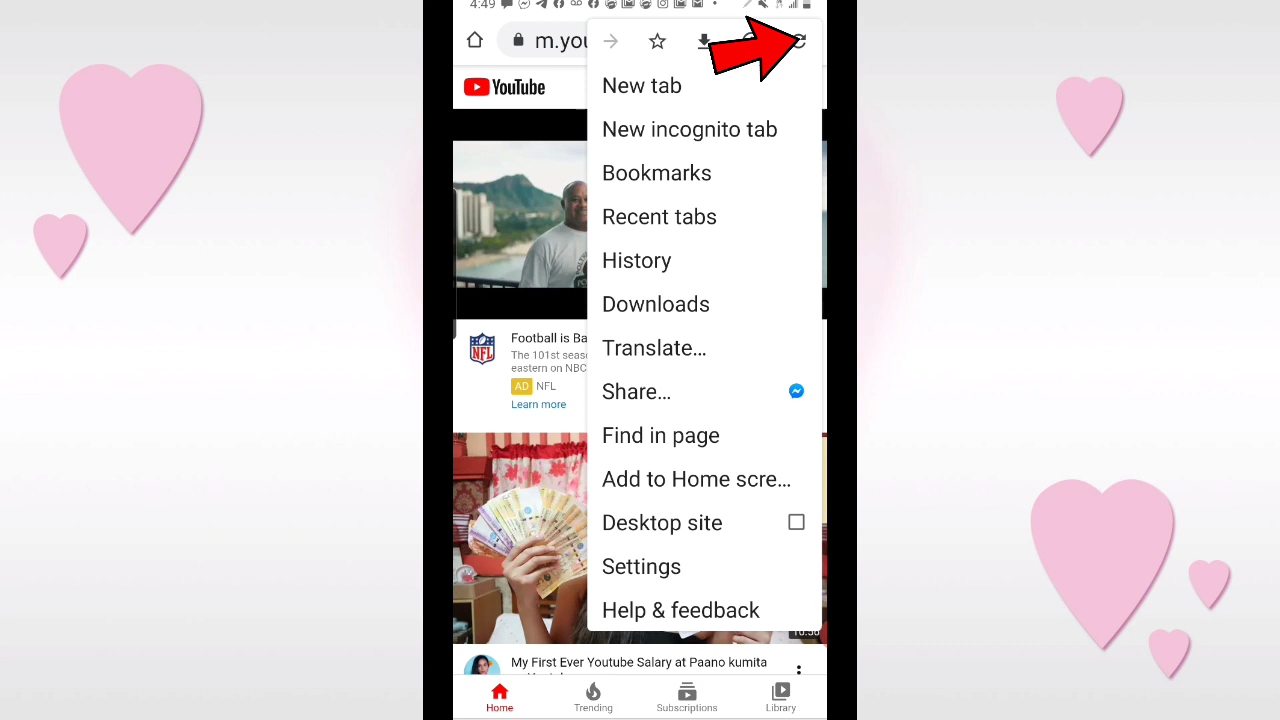 4:49
m.you
YouTube
New tab
New incognito tab
Bookmarks
Recent tabs
History
Downloads
Translate...
Share...
Find in page
Add to Home scre...
Desktop site
Settings
Help & feedback
NFL
Football is Ba
The 101st seaso
eastern on NBC
AD NFL
Learn more
My First Ever Youtube Salary at Paano kumita
Home
Trending
Subscriptions
Library